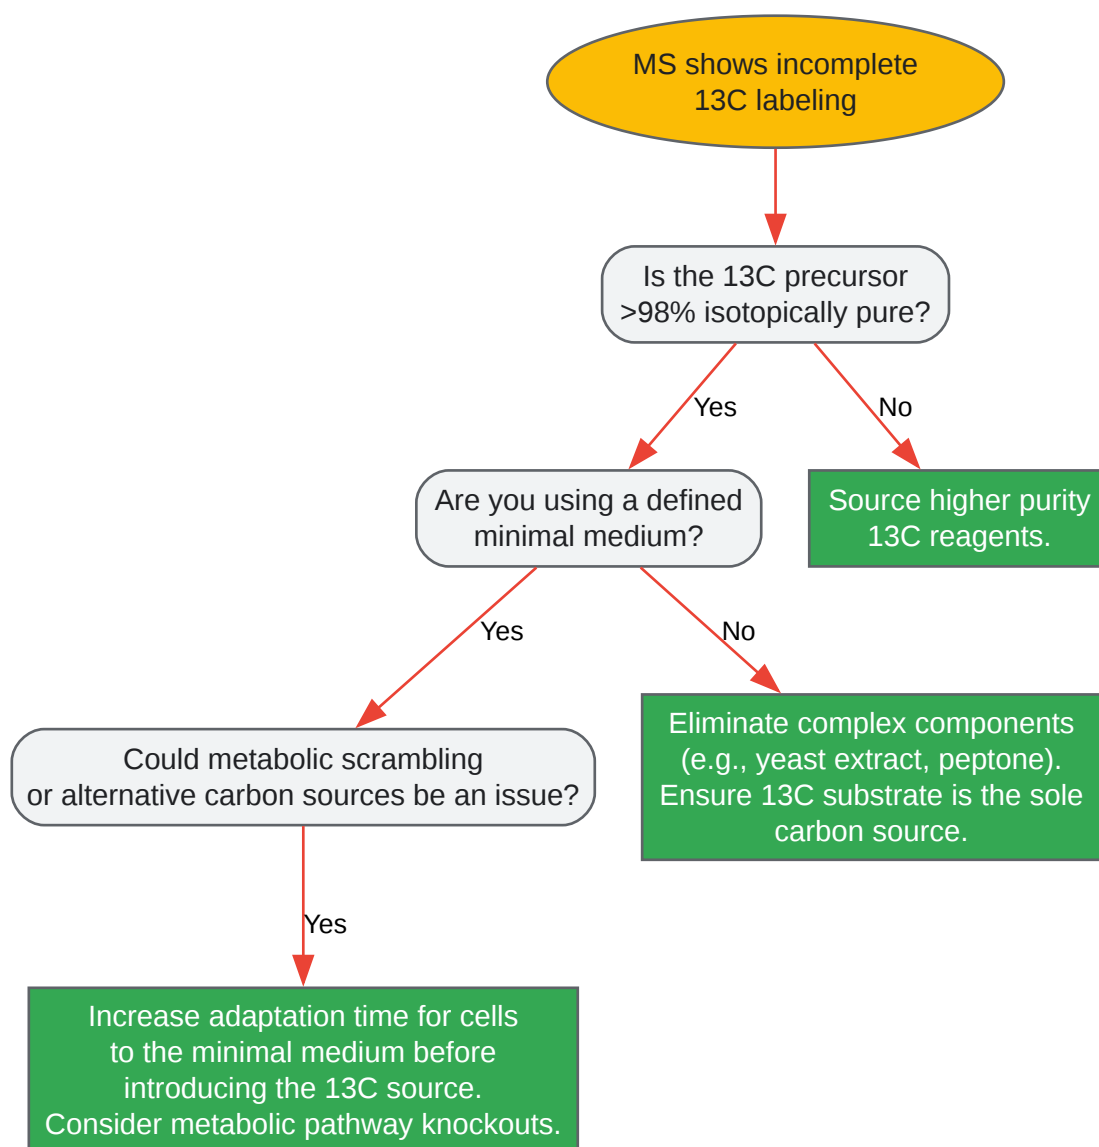 MS shows incomplete
13C labeling
Is the 13C precursor
>98% isotopically pure?
Yes
No
Are you using a defined
minimal medium?
Source higher purity
13C reagents.
Yes
No
Could metabolic scrambling
or alternative carbon sources be an issue?
Eliminate complex components
(e.g., yeast extract, peptone).
Ensure 13C substrate is the sole
carbon source.
Yes
Increase adaptation time for cells
to the minimal medium before
introducing the 13C source.
Consider metabolic pathway knockouts.